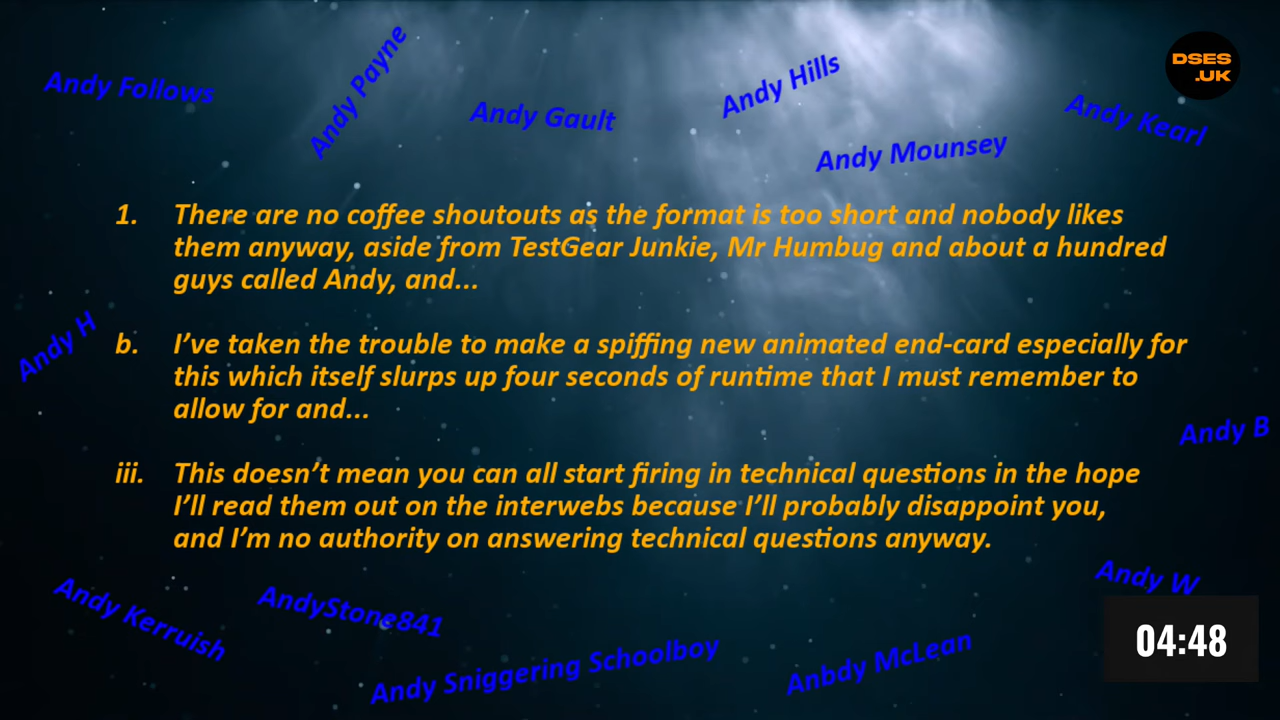 DSES
.UK
Andy Follows
Andy Payne
Andy Gault
Andy Hills
Andy Kearl
Andy Mounsey
1. There are no coffee shoutouts as the format is too short and nobody likes
them anyway, aside from TestGear Junkie, Mr Humbug and about a hundred
guys called Andy, and...
Andy H
b. I’ve taken the trouble to make a spiffing new animated end-card especially for
this which itself slurps up four seconds of runtime that I must remember to
allow for and...
Andy B
iii. This doesn’t mean you can all start firing in technical questions in the hope
I’ll read them out on the interwebs because I’ll probably disappoint you,
and I’m no authority on answering technical questions anyway.
Andy W
Andy Kerruish
AndyStone841
Andy Sniggering Schoolboy
Anbdy McLean
04:48